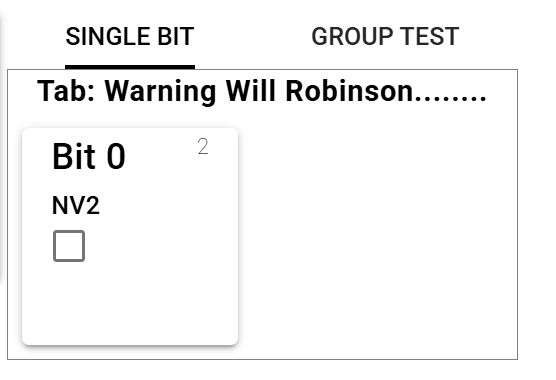 SINGLE BIT GROUP TEST
Tab: Warning Will Robinson........
Bit 0 2
NV2